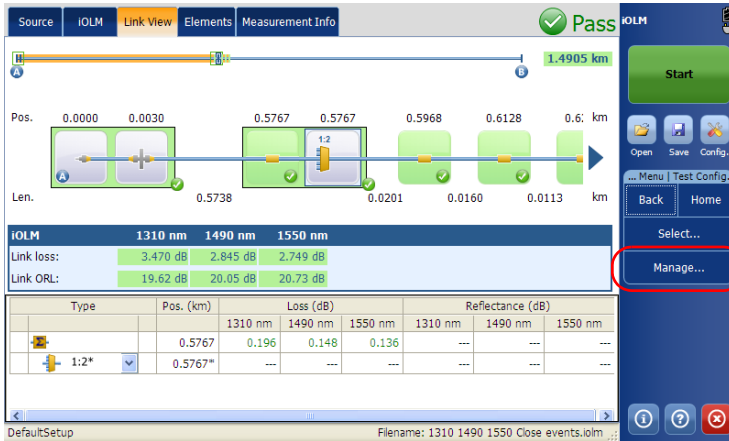 Source iOLM Link View Elements Measurement Info Pass iOLM
1.4905 km
A B
Start
Pos. 0.0000 0.0030 0.5767 0.5767 0.5968 0.6128 0.6: km
1:2
A
Open Save Config.
Len. 0.5738 0.0201 0.0160 0.0113 km
... Menu | Test Config.
Back Home
Select...
Manage...
iOLM 1310 nm 1490 nm 1550 nm
Link loss: 3.470 dB 2.845 dB 2.749 dB
Link ORL: 19.62 dB 20.05 dB 20.73 dB
Type Pos. (km) Loss (dB) Reflectance (dB)
1310 nm 1490 nm 1550 nm 1310 nm 1490 nm 1550 nm
Σ 0.5767 0.196 0.148 0.136 --- --- ---
1:2* 0.5767* --- --- --- --- --- ---
DefaultSetup Filename: 1310 1490 1550 Close events.iolm